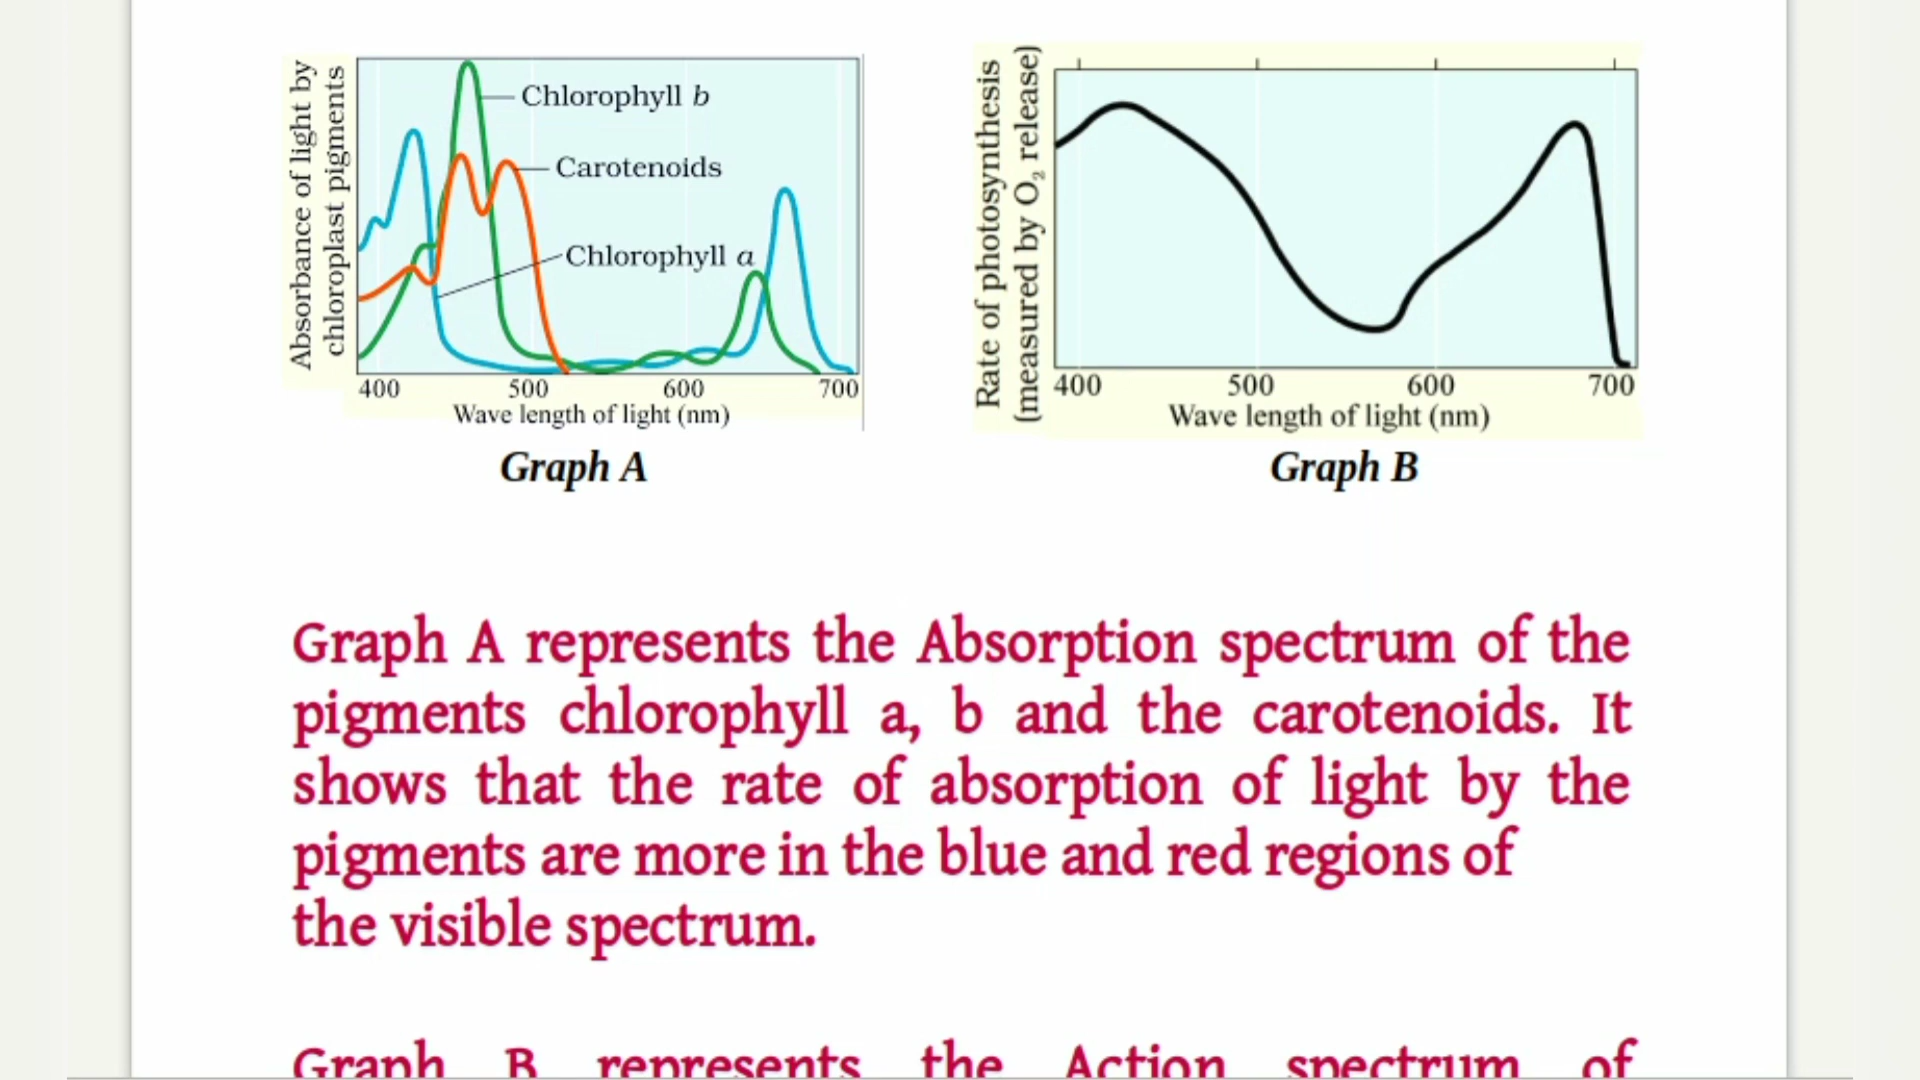 Absorbance of light by
chloroplast pigments
Chlorophyll b
Carotenoids
Chlorophyll a
400 500 600 700
Wave length of light (nm)
Graph A
Rate of photosynthesis
(measured by O₂ release)
400 500 600 700
Wave length of light (nm)
Graph B
Graph A represents the Absorption spectrum of the
pigments chlorophyll a, b and the carotenoids. It
shows that the rate of absorption of light by the
pigments are more in the blue and red regions of
the visible spectrum.
Graph B represents the Action spectrum of